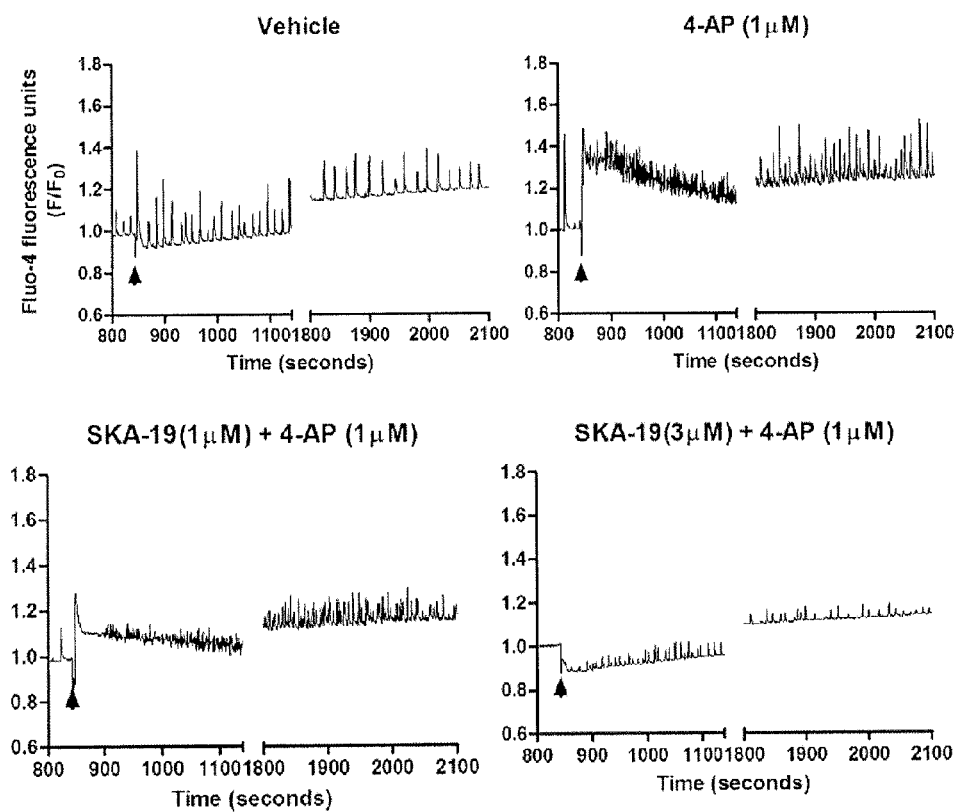 Vehicle
4-AP (1μM)
Fluo-4 fluorescence units
(F/F0)
1.8
1.6
1.4
1.2
1.0
0.8
0.6
800 900 1000 1100 1800 1900 2000 2100
Time (seconds)
1.8
1.6
1.4
1.2
1.0
0.8
0.6
800 900 1000 1100 1800 1900 2000 2100
Time (seconds)
SKA-19(1μM) + 4-AP (1μM)
SKA-19(3μM) + 4-AP (1μM)
1.8
1.6
1.4
1.2
1.0
0.8
0.6
800 900 1000 1100 1800 1900 2000 2100
Time (seconds)
1.8
1.6
1.4
1.2
1.0
0.8
0.6
800 900 1000 1100 1800 1900 2000 2100
Time (seconds)